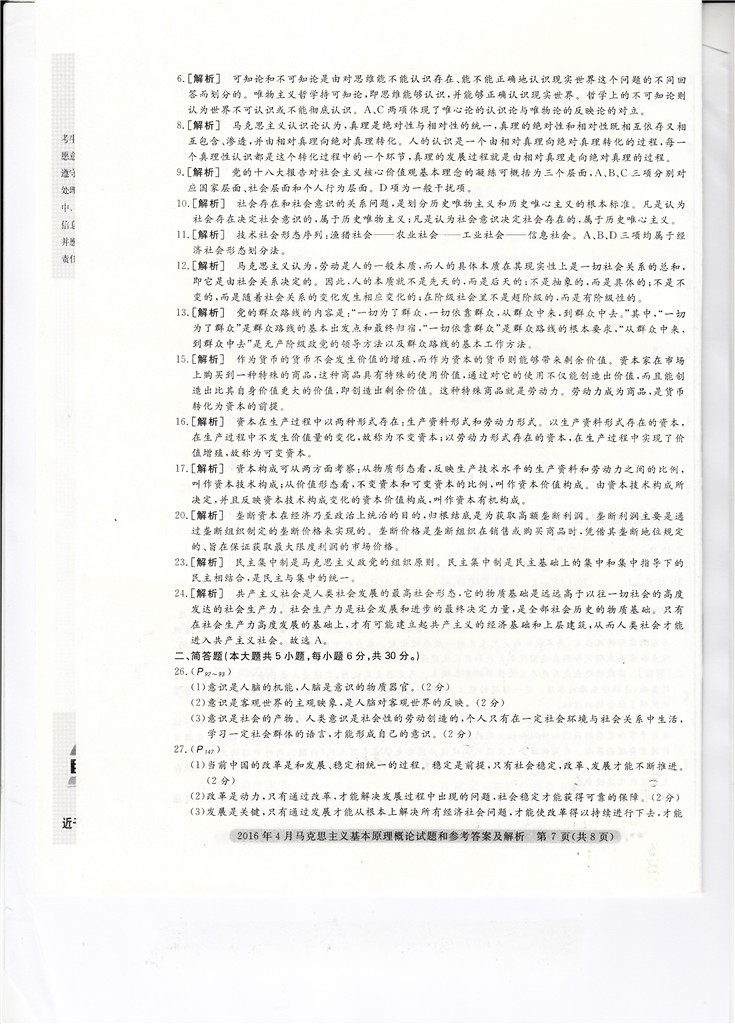 6.[解析] 可知论和不可知论是由对思维能不能认识存在、能不能正确地认识现实世界这个问题的不同回
答而划分的。唯物主义哲学持可知论,即思维能够认识,并能够正确认识现实世界。哲学上的不可知论则
认为世界不可认识或不能彻底认识。A、C两项体现了唯心论的认识论与唯物论的反映论的对立。
8.[解析] 马克思主义认识论认为,真理是绝对性与相对性的统一,真理的绝对性和相对性既相互依存又相
互包含、渗透,并由相对真理向绝对真理转化。人的认识是一个由相对真理向绝对真理转化的过程,每一
个真理性认识都是这个转化过程中的一个环节,真理的发展过程就是由相对真理走向绝对真理的过程。
9.[解析] 党的十八大报告对社会主义核心价值观基本理念的凝练可概括为三个层面,A、B、C三项分别对
应国家层面、社会层面和个人行为层面。D项为一般干扰项。
10.[解析] 社会存在和社会意识的关系问题,是划分历史唯物主义和历史唯心主义的根本标准。凡是认为
社会存在决定社会意识的,属于历史唯物主义;凡是认为社会意识决定社会存在的,属于历史唯心主义。
11.[解析] 技术社会形态序列:渔猎社会——农业社会——工业社会——信息社会。A、B、D三项均属于经
济社会形态划分法。
12.[解析] 马克思主义认为,劳动是人的一般本质,而人的具体本质在其现实性上是一切社会关系的总和,
即它是由社会关系决定的。因此,人的本质就不是先天的,而是后天的;不是抽象的,而是具体的;不是不
变的,而是随着社会关系的变化发生相应变化的;在阶级社会里不是超阶级的,而是有阶级性的。
13.[解析] 党的群众路线的内容是:“一切为了群众,一切依靠群众,从群众中来,到群众中去。”其中,“一切
为了群众”是群众路线的基本出发点和最终归宿,“一切依靠群众”是群众路线的根本要求,“从群众中来,
到群众中去”是无产阶级政党的领导方法以及群众路线的基本工作方法。
15.[解析] 作为货币的货币不会发生价值的增殖,而作为资本的货币则能够带来剩余价值。资本家在市场
上购买到一种特殊的商品,这种商品具有特殊的使用价值,通过对它的使用不仅能创造出价值,而且能创
造出比其自身价值更大的价值,即创造出剩余价值。这种特殊商品就是劳动力。劳动力成为商品,是货币
转化为资本的前提。
16.[解析] 资本在生产过程中以两种形式存在:生产资料形式和劳动力形式。以生产资料形式存在的资本,
在生产过程中不发生价值量的变化,故称为不变资本;以劳动力形式存在的资本,在生产过程中实现了价
值增殖,故称为可变资本。
17.[解析] 资本构成可从两方面考察:从物质形态看,反映生产技术水平的生产资料和劳动力之间的比例,
叫作资本技术构成;从价值形态看,不变资本和可变资本的比例,叫作资本价值构成。由资本技术构成所
决定,并且反映资本技术构成变化的资本价值构成,叫作资本有机构成。
20.[解析] 垄断资本在经济乃至政治上统治的目的,归根结底是为获取高额垄断利润。垄断利润主要是通
过垄断组织制定的垄断价格来实现的。垄断价格是垄断组织在销售或购买商品时,凭借其垄断地位规定
的、旨在保证获取最大限度利润的市场价格。
23.[解析] 民主集中制是马克思主义政党的组织原则。民主集中制是民主基础上的集中和集中指导下的
民主相结合,是民主与集中的统一。
24.[解析] 共产主义社会是人类社会发展的最高社会形态,它的物质基础是远远高于以往一切社会的高度
发达的社会生产力。社会生产力是社会发展和进步的最终决定力量,是全部社会历史的物质基础。只有
在社会生产力高度发展的基础上,才有可能建立起共产主义的经济基础和上层建筑,从而人类社会才能
进入共产主义社会。故选A。
二、简答题(本大题共5小题,每小题6分,共30分。)
26.(P92~93)
(1)意识是人脑的机能,人脑是意识的物质器官。(2分)
(2)意识是客观世界的主观映象,是人脑对客观世界的反映。(2分)
(3)意识是社会的产物。人类意识是社会性的劳动创造的,个人只有在一定社会环境与社会关系中生活,
学习一定社会群体的语言,才能形成自己的意识。(2分)
27.(P147)
(1)当前中国的改革是和发展、稳定相统一的过程。稳定是前提,只有社会稳定,改革、发展才能不断推进。
(2分)
(2)改革是动力,只有通过改革,才能解决发展过程中出现的问题,社会稳定才能获得可靠的保障。(2分)
(3)发展是关键,只有通过发展才能从根本上解决所有经济社会问题,才能使改革得以持续进行下去,才能
2016年4月马克思主义基本原理概论试题和参考答案及解析 第7页(共8页)
考生
愿意
遵守
处理
中,
信息
并愿
责任
近千